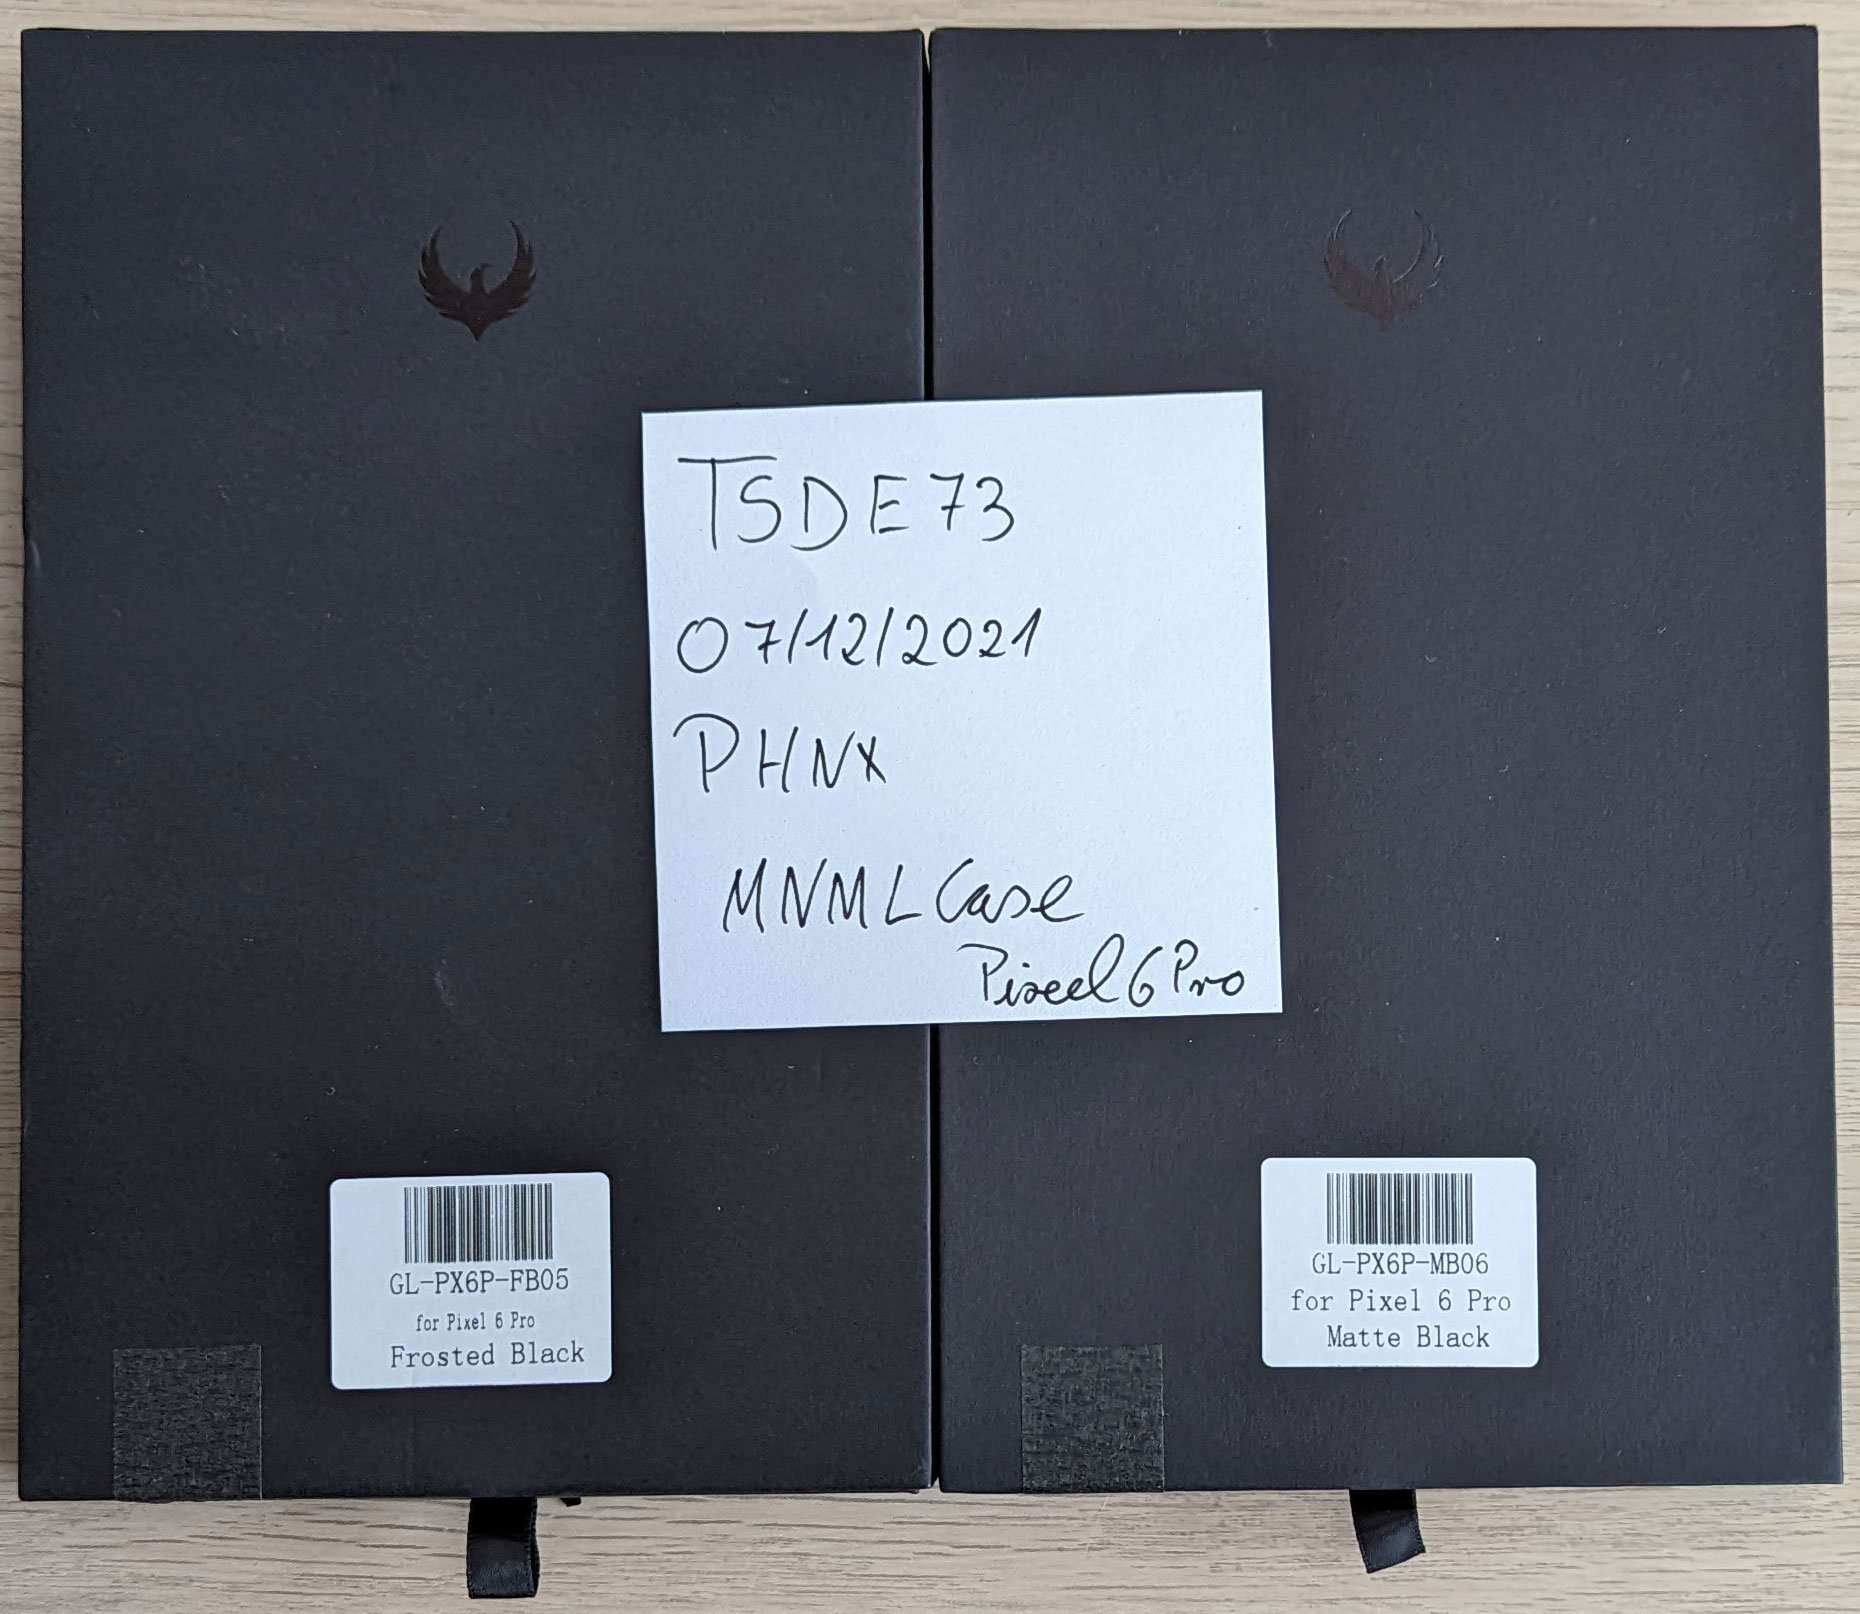 TSDE73
07/12/2021
PHNX
MNML Case
Pixel 6 Pro
GL-PX6P-FB05
for Pixel 6 Pro
Frosted Black
GL-PX6P-MB06
for Pixel 6 Pro
Matte Black